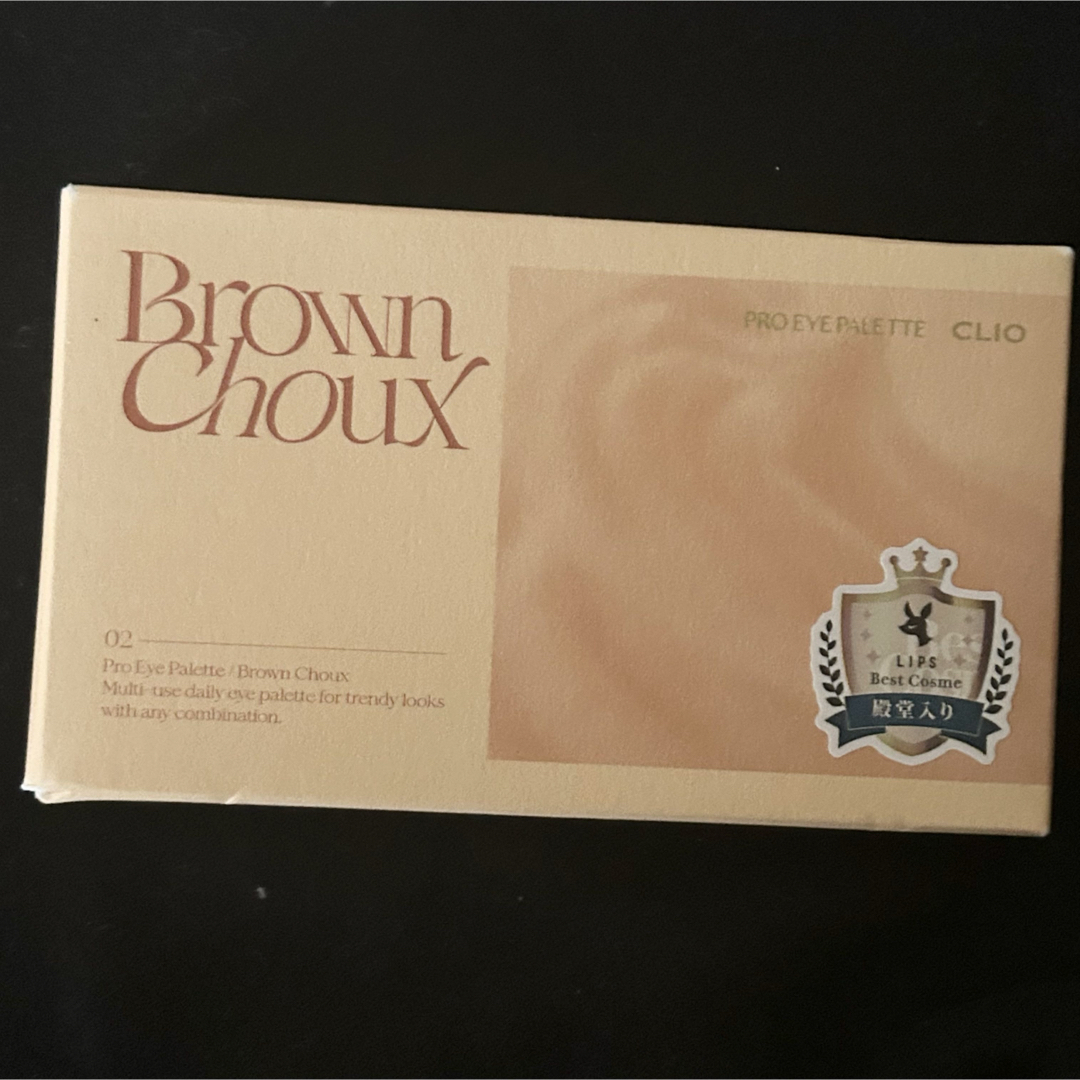 Brown
Choux
PRO EYE PALETTE CLIO
02
Pro Eye Palette / Brown Choux
Multi-use daily eye palette for trendy looks
with any combination.
LIPS
Best Cosme
殿堂入り